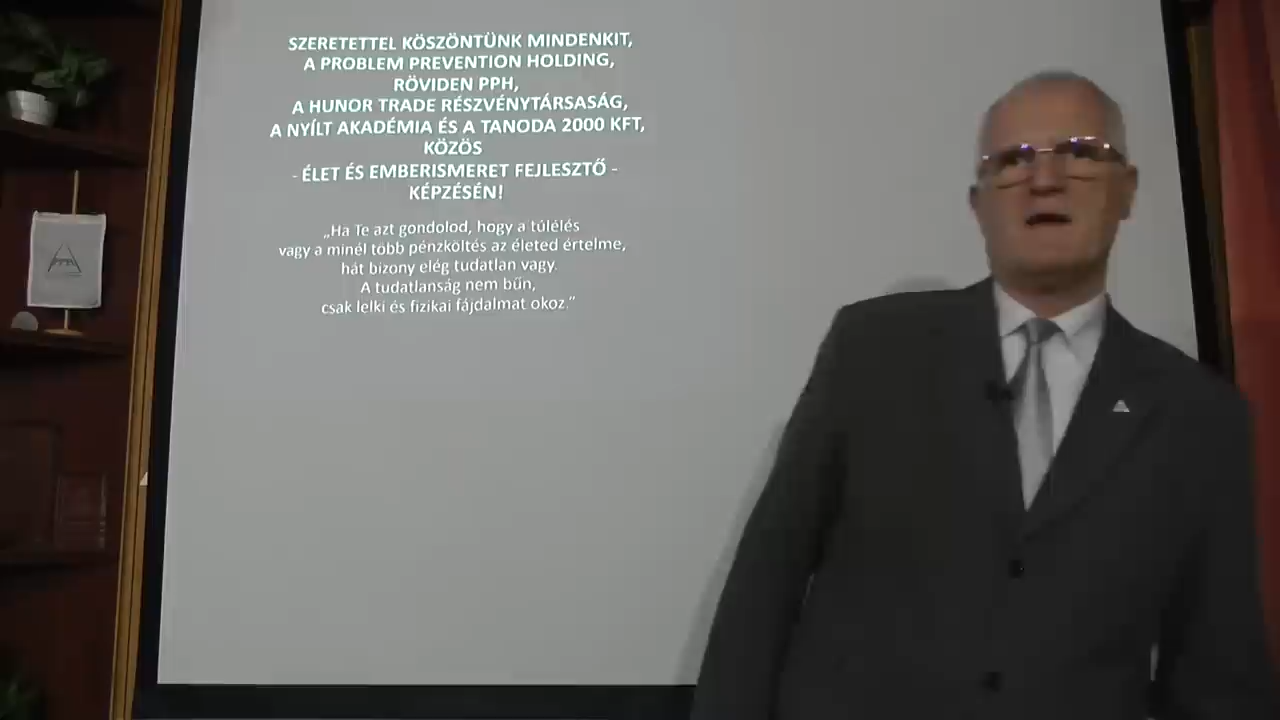 SZERETETTEL KÖSZÖNTÜNK MINDENKIT,
A PROBLEM PREVENTION HOLDING,
RÖVIDEN PPH,
A HUNOR TRADE RÉSZVÉNYTÁRSASÁG,
A NYÍLT AKADÉMIA ÉS A TANODA 2000 KFT,
KÖZÖS
- ÉLET ÉS EMBERISMERET FEJLESZTŐ -
KÉPZÉSÉN!
„Ha Te azt gondolod, hogy a túlélés
vagy a minél több pénzköltés az életed értelme,
hát bizony elég tudatlan vagy.
A tudatlanság nem bűn,
csak lelki és fizikai fájdalmat okoz.”